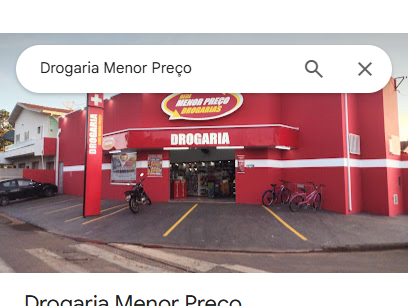 Drogaria Menor Preço
REDE
MENOR PREÇO
DROGARIAS
DROGARIA
DROGARIA
Drogaria Menor Preço